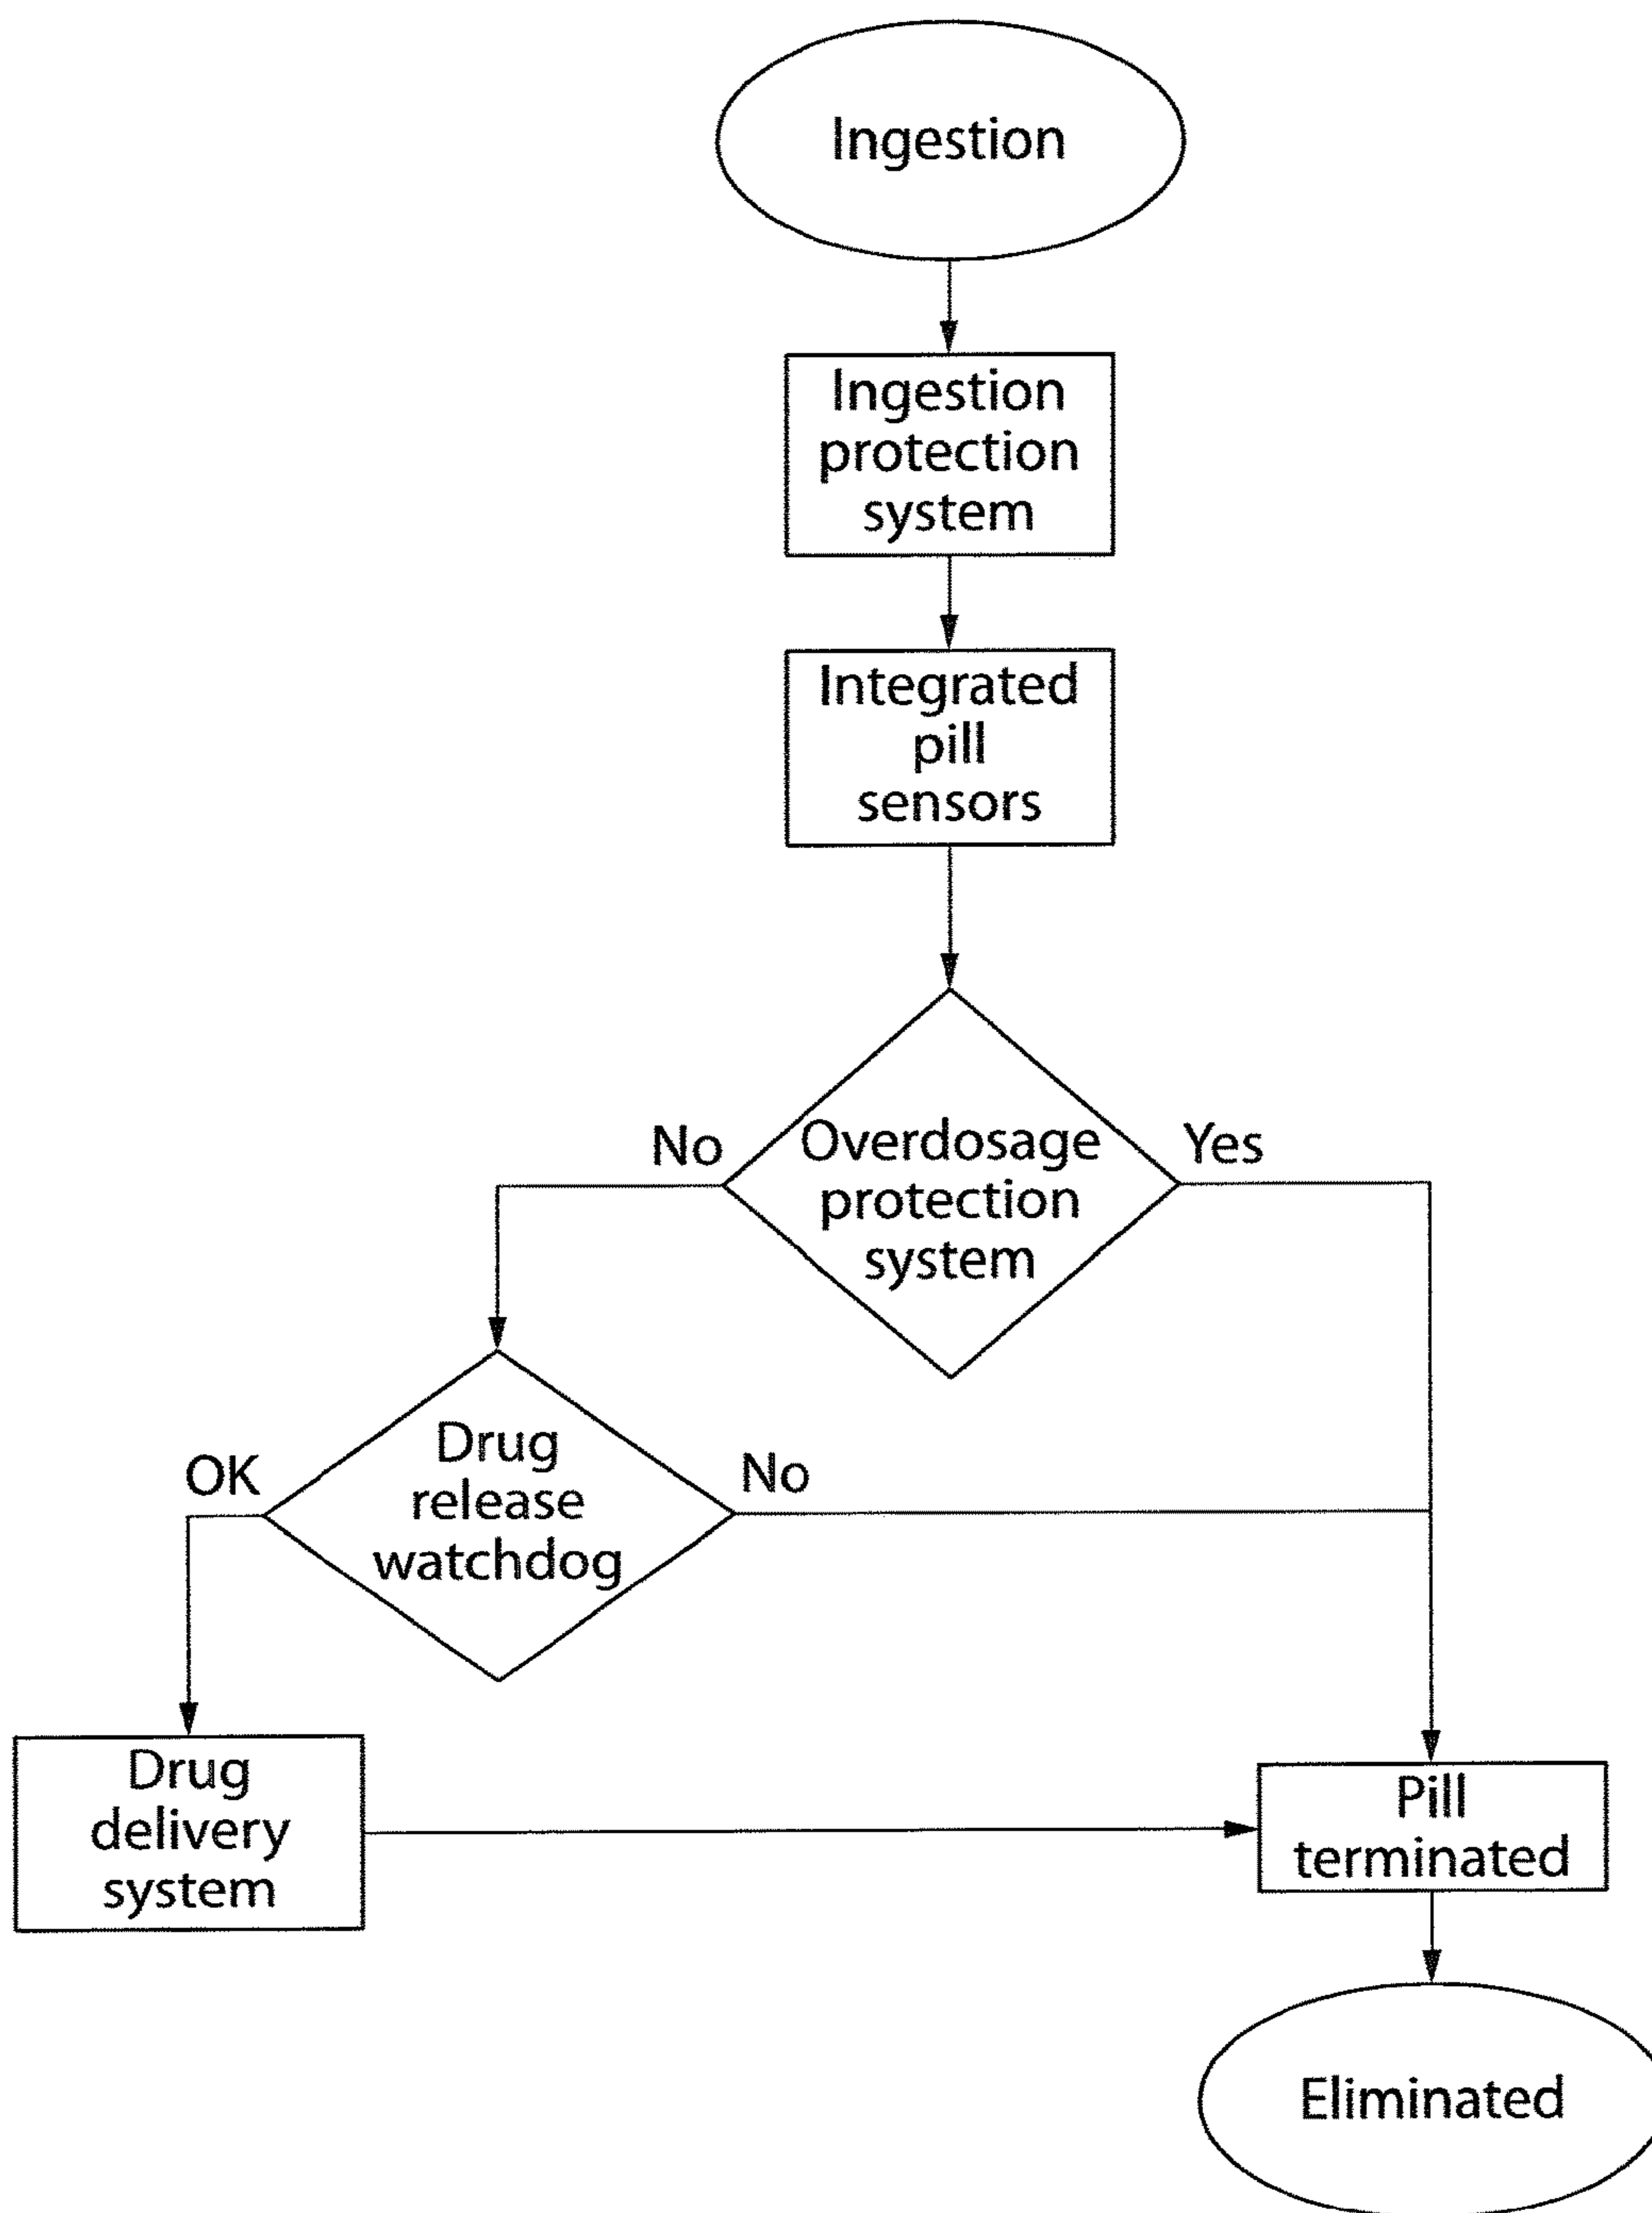 Ingestion
Ingestion
protection
system
Integrated
pill
sensors
No
Overdosage
protection
system
Yes
OK
Drug
release
watchdog
No
Drug
delivery
system
Pill
terminated
Eliminated